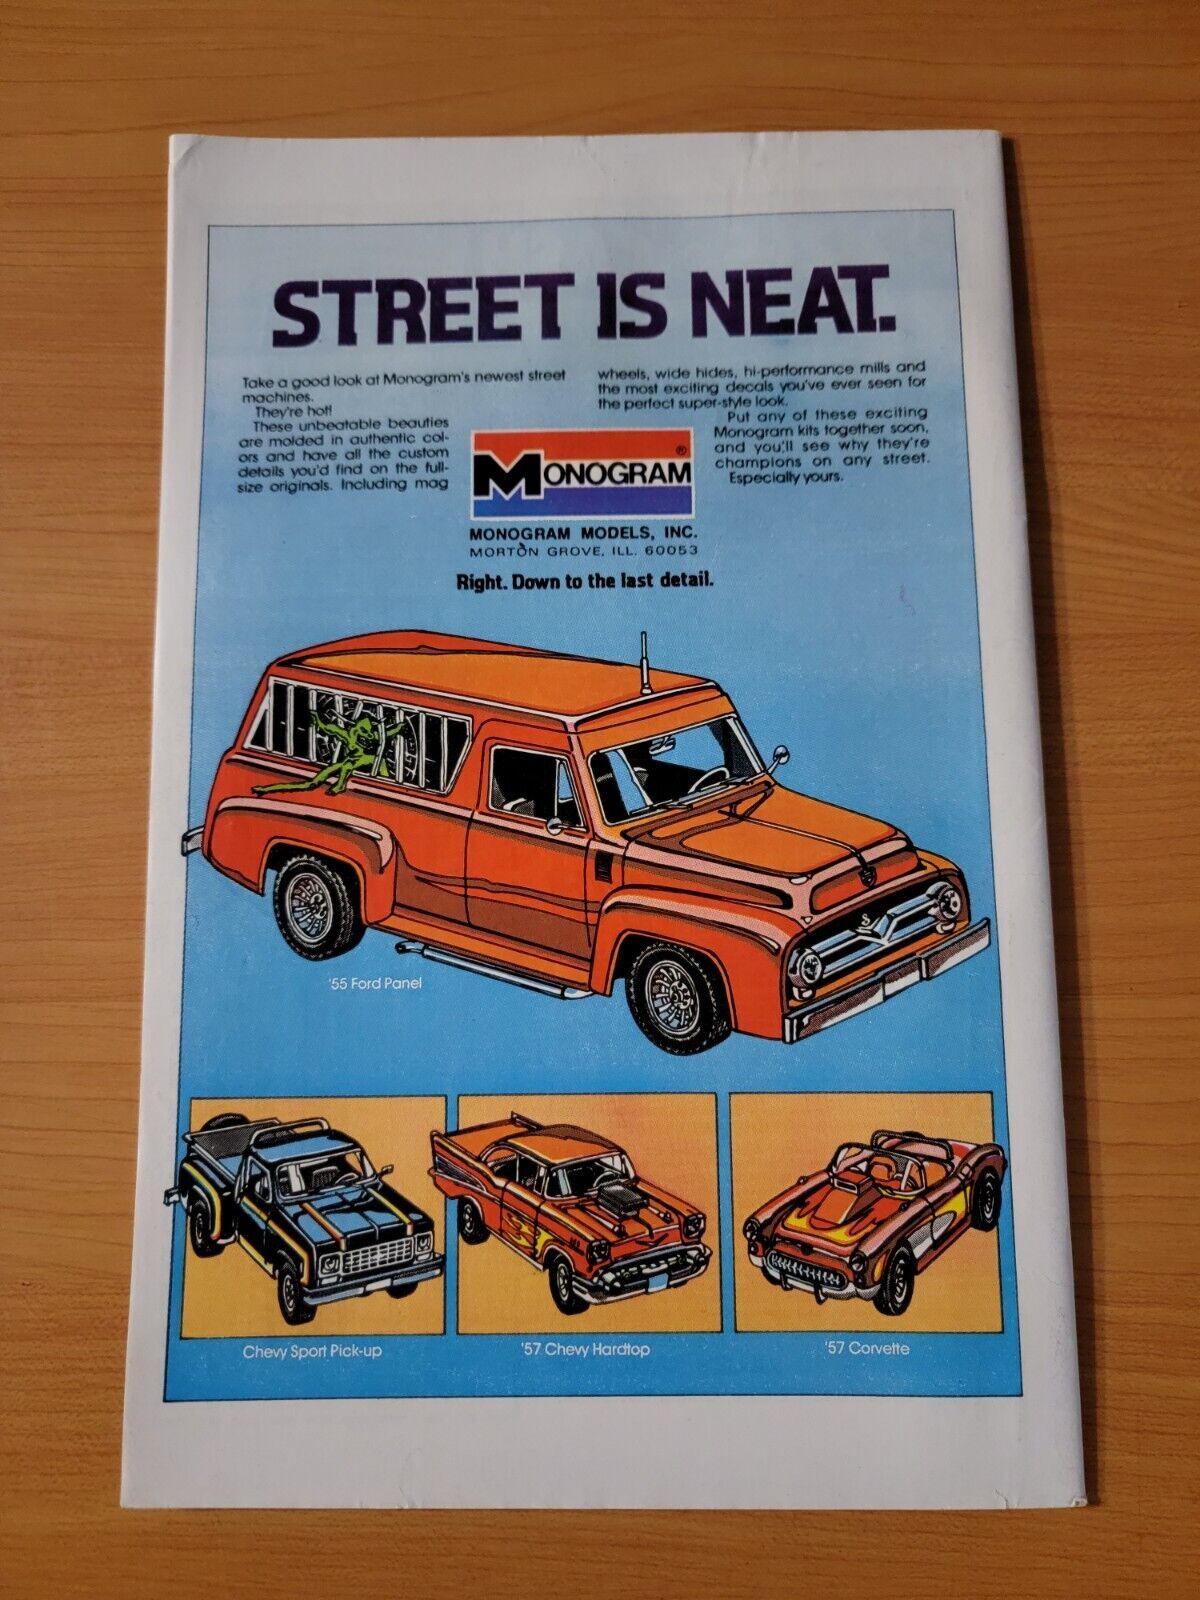 STREET IS NEAT.
Take a good look at Monogram's newest street
machines.
They're hot!
These unbeatable beauties
are molded in authentic col-
ors and have all the custom
details you'd find on the full-
size originals. Including mag
wheels, wide hides, hi-performance mills and
the most exciting decals you've ever seen for
the perfect super-style look.
Put any of these exciting
Monogram kits together soon,
and you'll see why they're
champions on any street.
Especially yours.
MONOGRAM®
MONOGRAM MODELS, INC.
MORTON GROVE, ILL. 60053
Right. Down to the last detail.
'55 Ford Panel
Chevy Sport Pick-up
'57 Chevy Hardtop
'57 Corvette